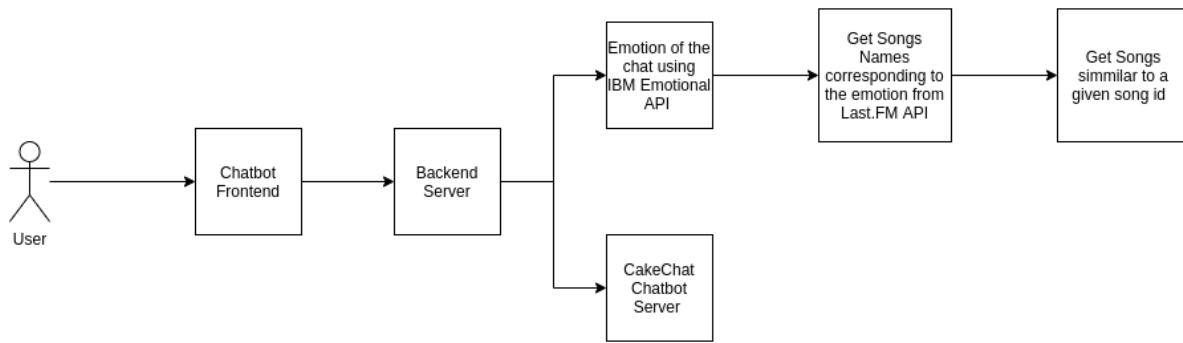 User
Chatbot
Frontend
Backend
Server
Emotion of the
chat using
IBM Emotional
API
Get Songs
Names
corresponding to
the emotion from
Last.FM API
Get Songs
simmilar to a
given song id
CakeChat
Chatbot
Server